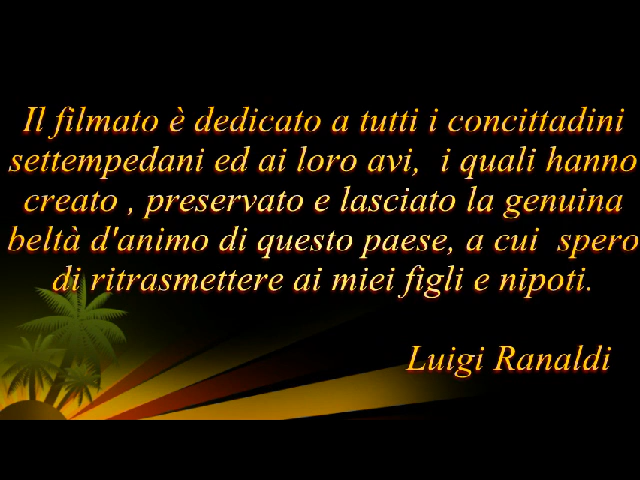 Il filmato è dedicato a tutti i concittadini
settempedani ed ai loro avi,  i quali hanno
creato , preservato e lasciato la genuina
beltà d'animo di questo paese, a cui  spero
di ritrasmettere ai miei figli e nipoti.
Luigi Ranaldi